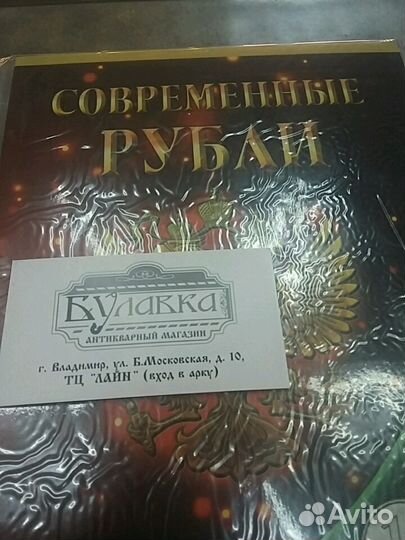 СОВРЕМЕННЫЕ
РУБЛИ
БУЛАВКА
АНТИКВАРНЫЙ МАГАЗИН
г. Владимир, ул. Б.Московская, д. 10,
ТЦ "ЛАЙН" (вход в арку)
Avito